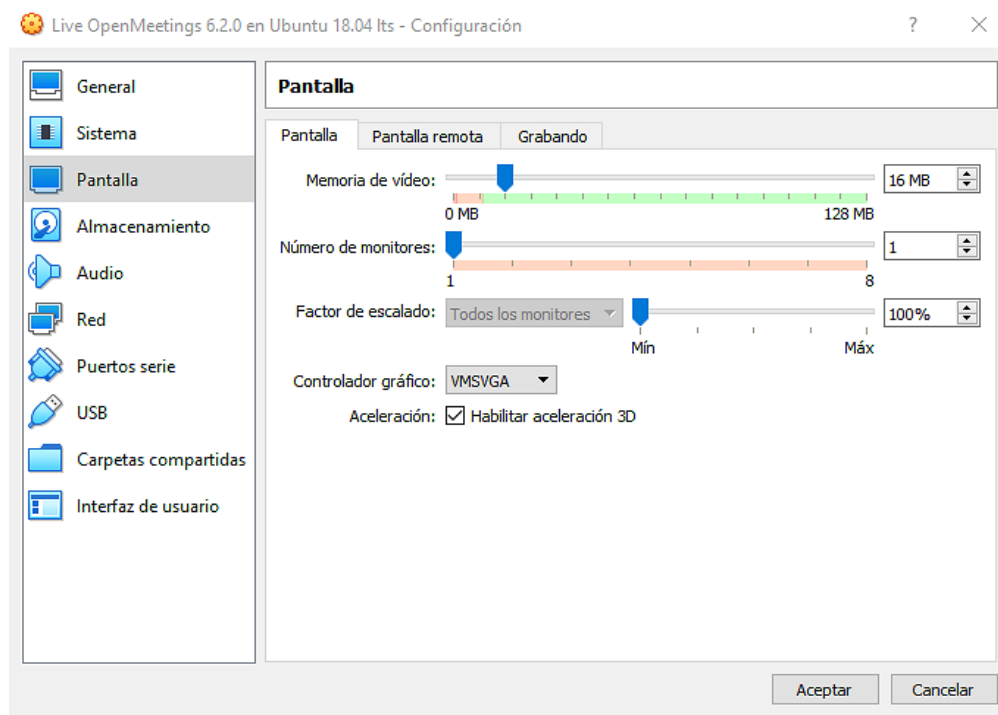 Live OpenMeetings 6.2.0 en Ubuntu 18.04 lts - Configuración
?
General
Sistema
Pantalla
Almacenamiento
Audio
Red
Puertos serie
USB
Carpetas compartidas
Interfaz de usuario
Pantalla
Pantalla Pantalla remota Grabando
Memoria de vídeo: 16 MB
0 MB 128 MB
Número de monitores: 1
1 8
Factor de escalado: Todos los monitores 100%
Mín Máx
Controlador gráfico: VMSVGA
Aceleración: Habilitar aceleración 3D
Aceptar Cancelar